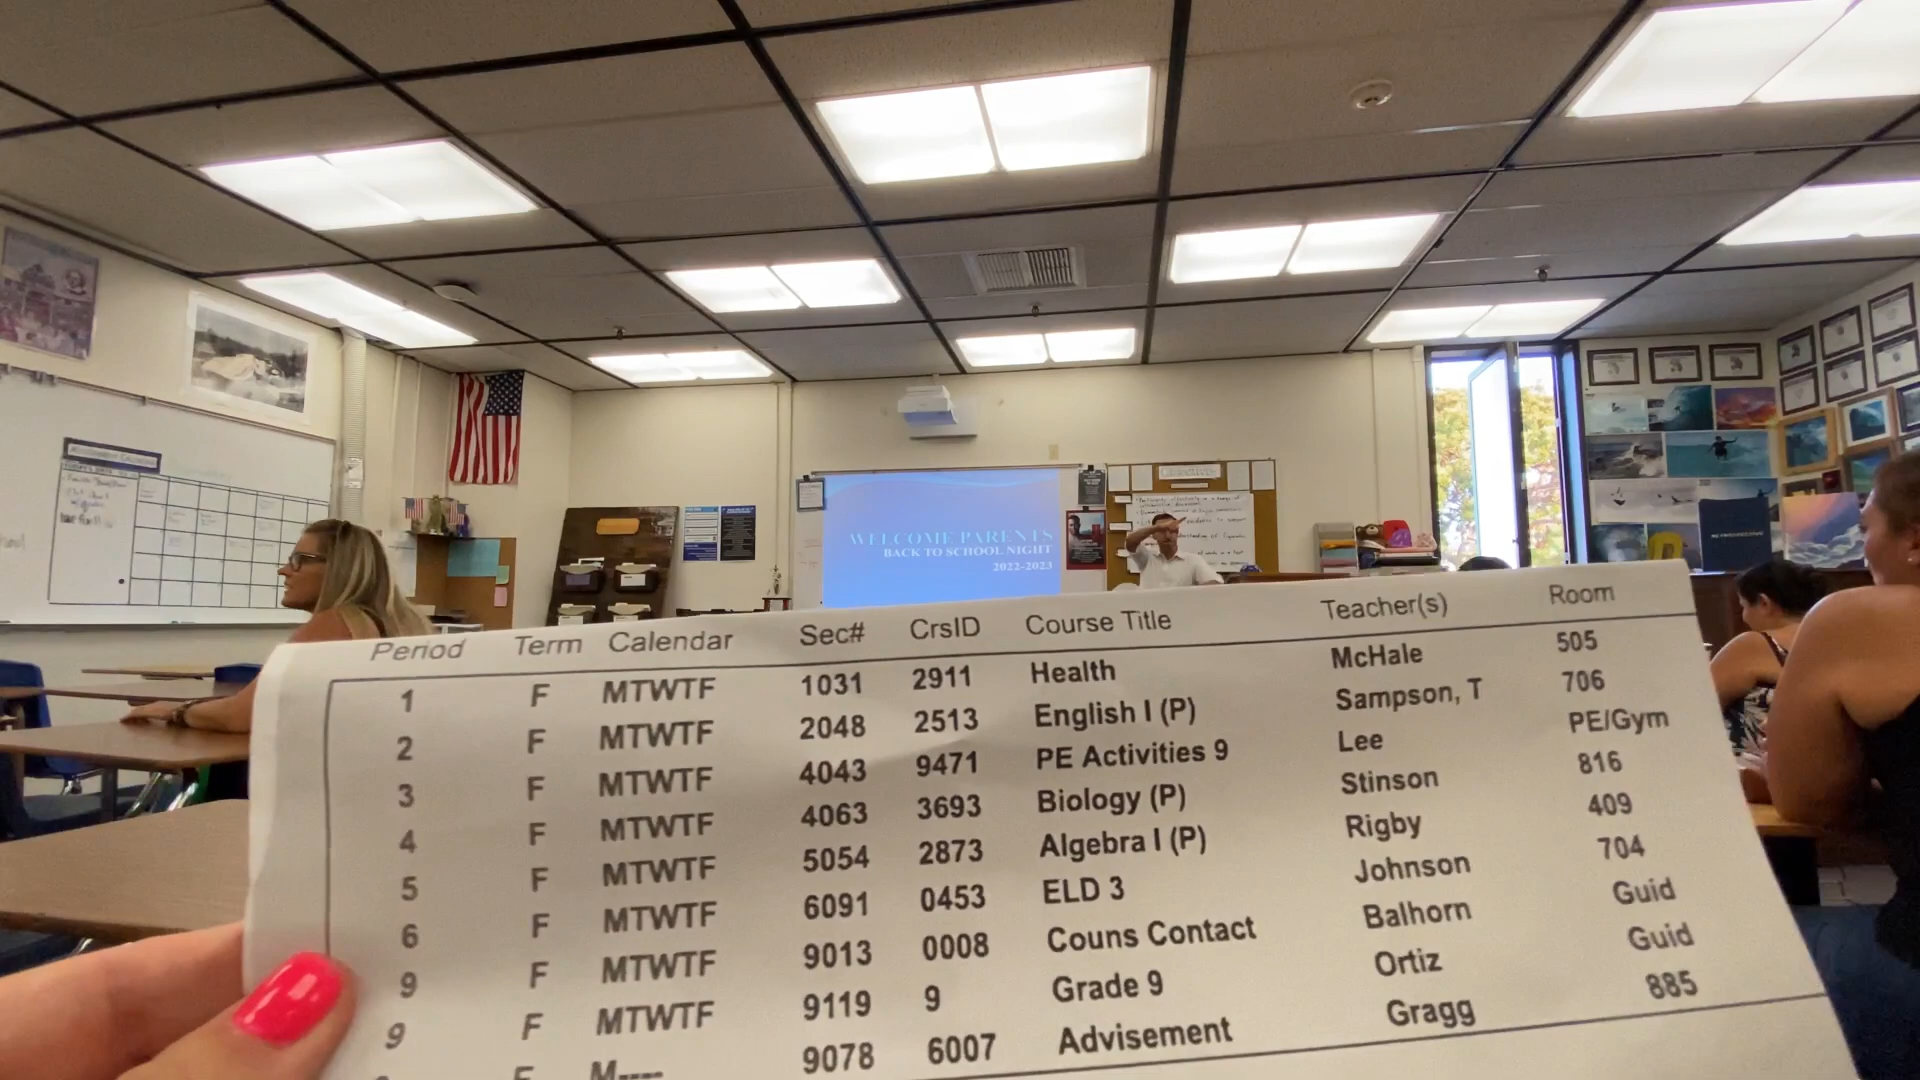 WELCOME PARENTS
BACK TO SCHOOL NIGHT
2022-2023
Period Term Calendar Sec# CrsID Course Title Teacher(s) Room
1 F MTWTF 1031 2911 Health McHale 505
2 F MTWTF 2048 2513 English I (P) Sampson, T 706
3 F MTWTF 4043 9471 PE Activities 9 Lee PE/Gym
4 F MTWTF 4063 3693 Biology (P) Stinson 816
5 F MTWTF 5054 2873 Algebra I (P) Rigby 409
6 F MTWTF 6091 0453 ELD 3 Johnson 704
9 F MTWTF 9013 0008 Couns Contact Balhorn Guid
9 F MTWTF 9119 9 Grade 9 Ortiz Guid
F M---- 9078 6007 Advisement Gragg 885